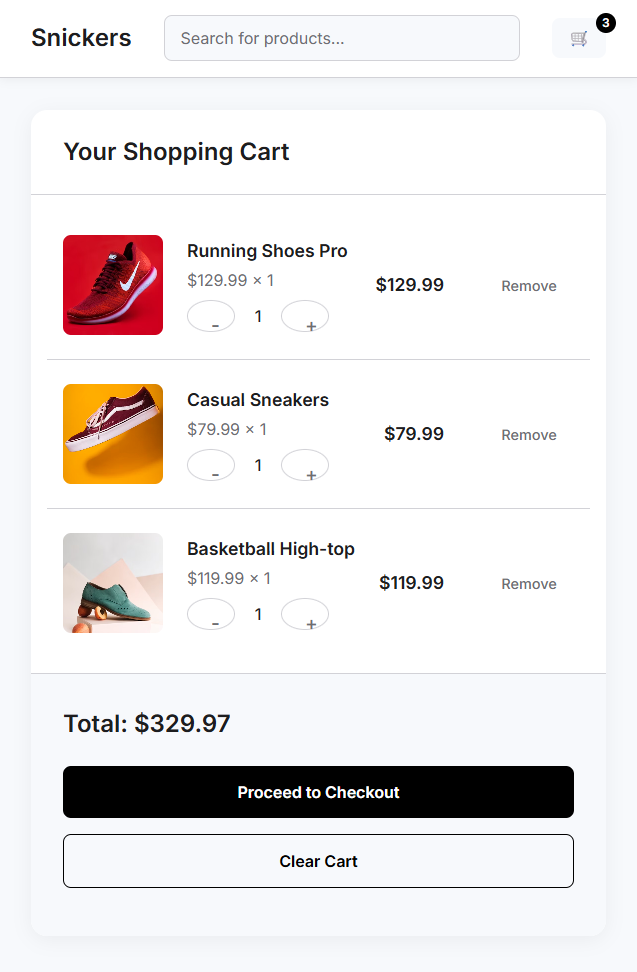 Snickers
Search for products...
3
Your Shopping Cart
Running Shoes Pro
$129.99 × 1
- 1 +
$129.99
Remove
Casual Sneakers
$79.99 × 1
- 1 +
$79.99
Remove
Basketball High-top
$119.99 × 1
- 1 +
$119.99
Remove
Total: $329.97
Proceed to Checkout
Clear Cart